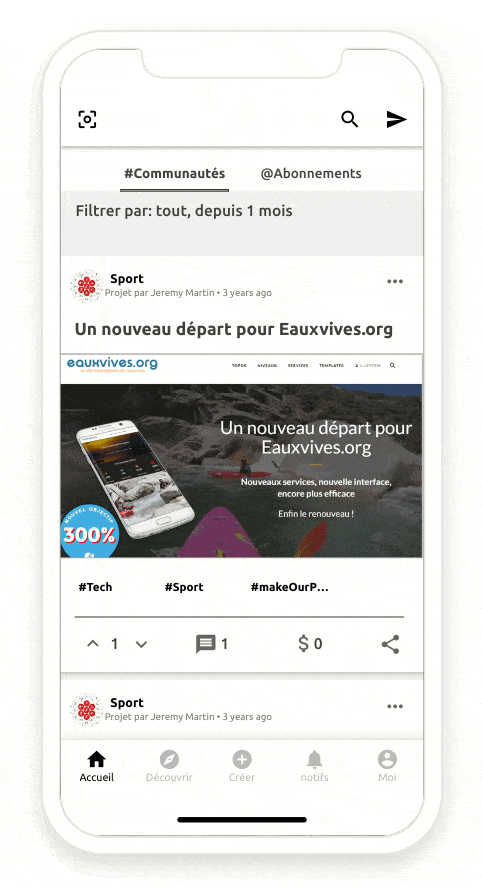 #Communautés @Abonnements
Filtrer par: tout, depuis 1 mois
Sport
Projet par Jeremy Martin • 3 years ago
Un nouveau départ pour Eauxvives.org
eauxvives.org
TOPOS NIVEAUX SERVICES TEMPLATES
Un nouveau départ pour
Eauxvives.org
Nouveaux services, nouvelle interface,
encore plus efficace
Enfin le renouveau !
NOUVEL OBJECTIF
300%
#Tech #Sport #makeOurP...
1 1 $ 0
Sport
Projet par Jeremy Martin • 3 years ago
Accueil Découvrir Créer notifs Moi